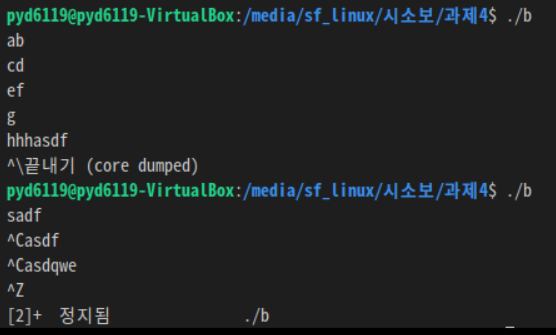 pyd6119@pyd6119-VirtualBox:/media/sf_linux/시소보/과제4$ ./b
ab
cd
ef
g
hhhasdf
^\끝내기 (core dumped)
pyd6119@pyd6119-VirtualBox:/media/sf_linux/시소보/과제4$ ./b
sadf
^Casdf
^Casdqwe
^Z
[2]+  정지됨                  ./b